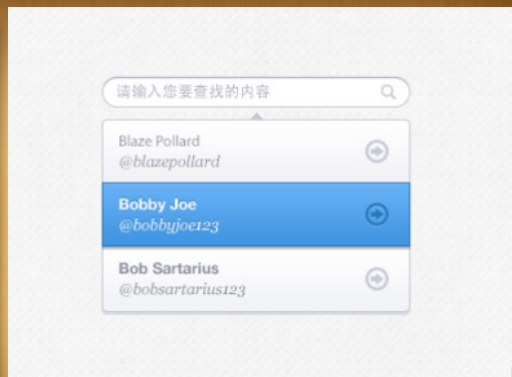 请输入您要查找的内容
Blaze Pollard
@blazepollard
Bobby Joe
@bobbyjoe123
Bob Sartarius
@bobsartarius123